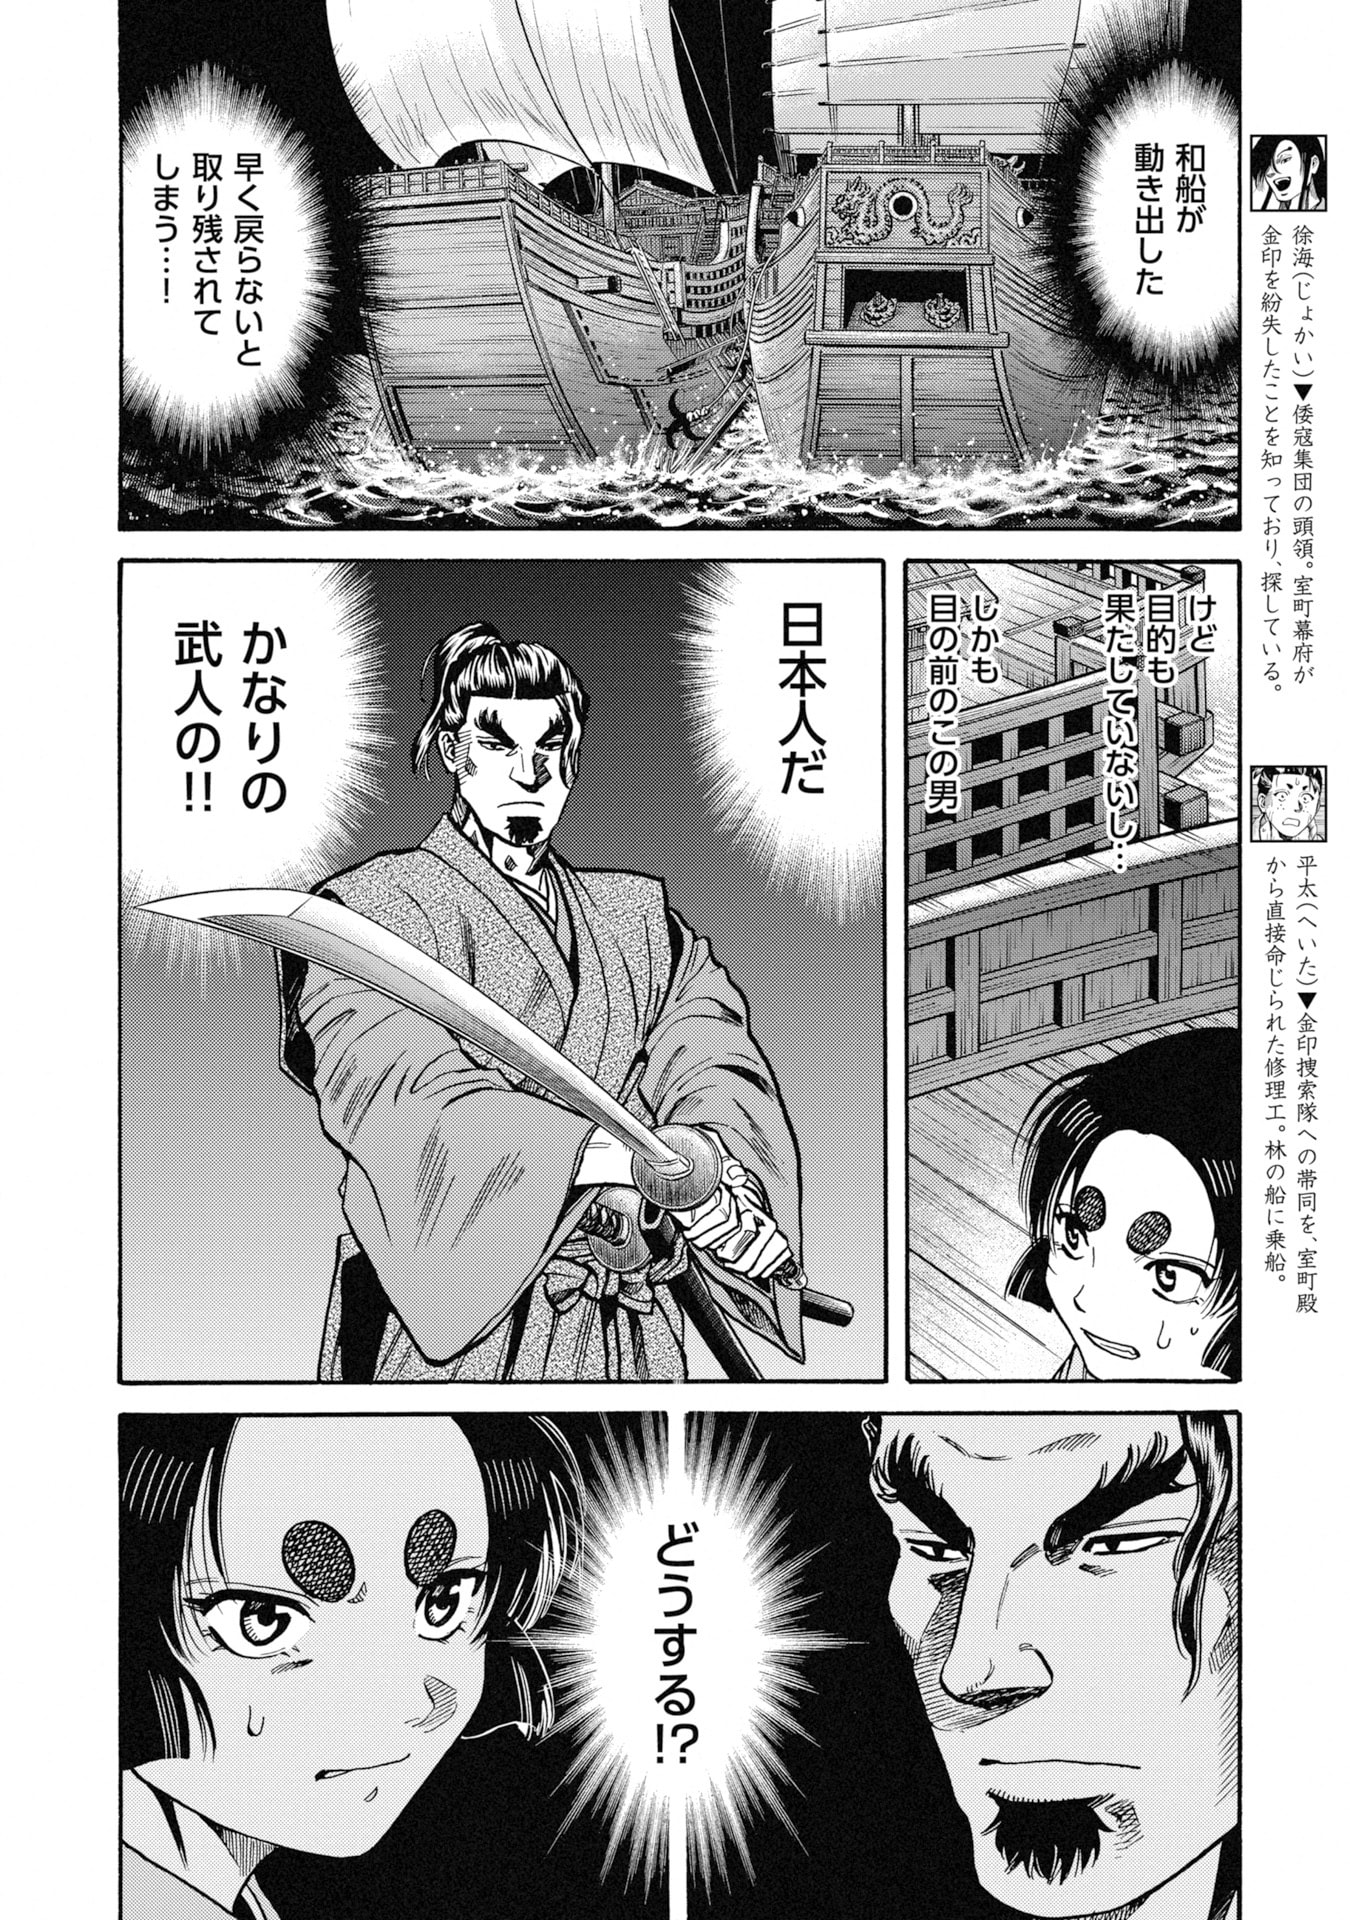 和船が
動き出した
早く戻らないと
取り残されて
しまう…!
けど
目的も
果たしていないし…
しかも
目の前のこの男
日本人だ
かなりの
武人の!!
どうする!?
徐海(じょかい)▼倭寇集団の頭領。室町幕府が
金印を紛失したことを知っており、探している。
平太(へいた)▼金印捜索隊への帯同を、室町殿
から直接命じられた修理工。林の船に乗船。